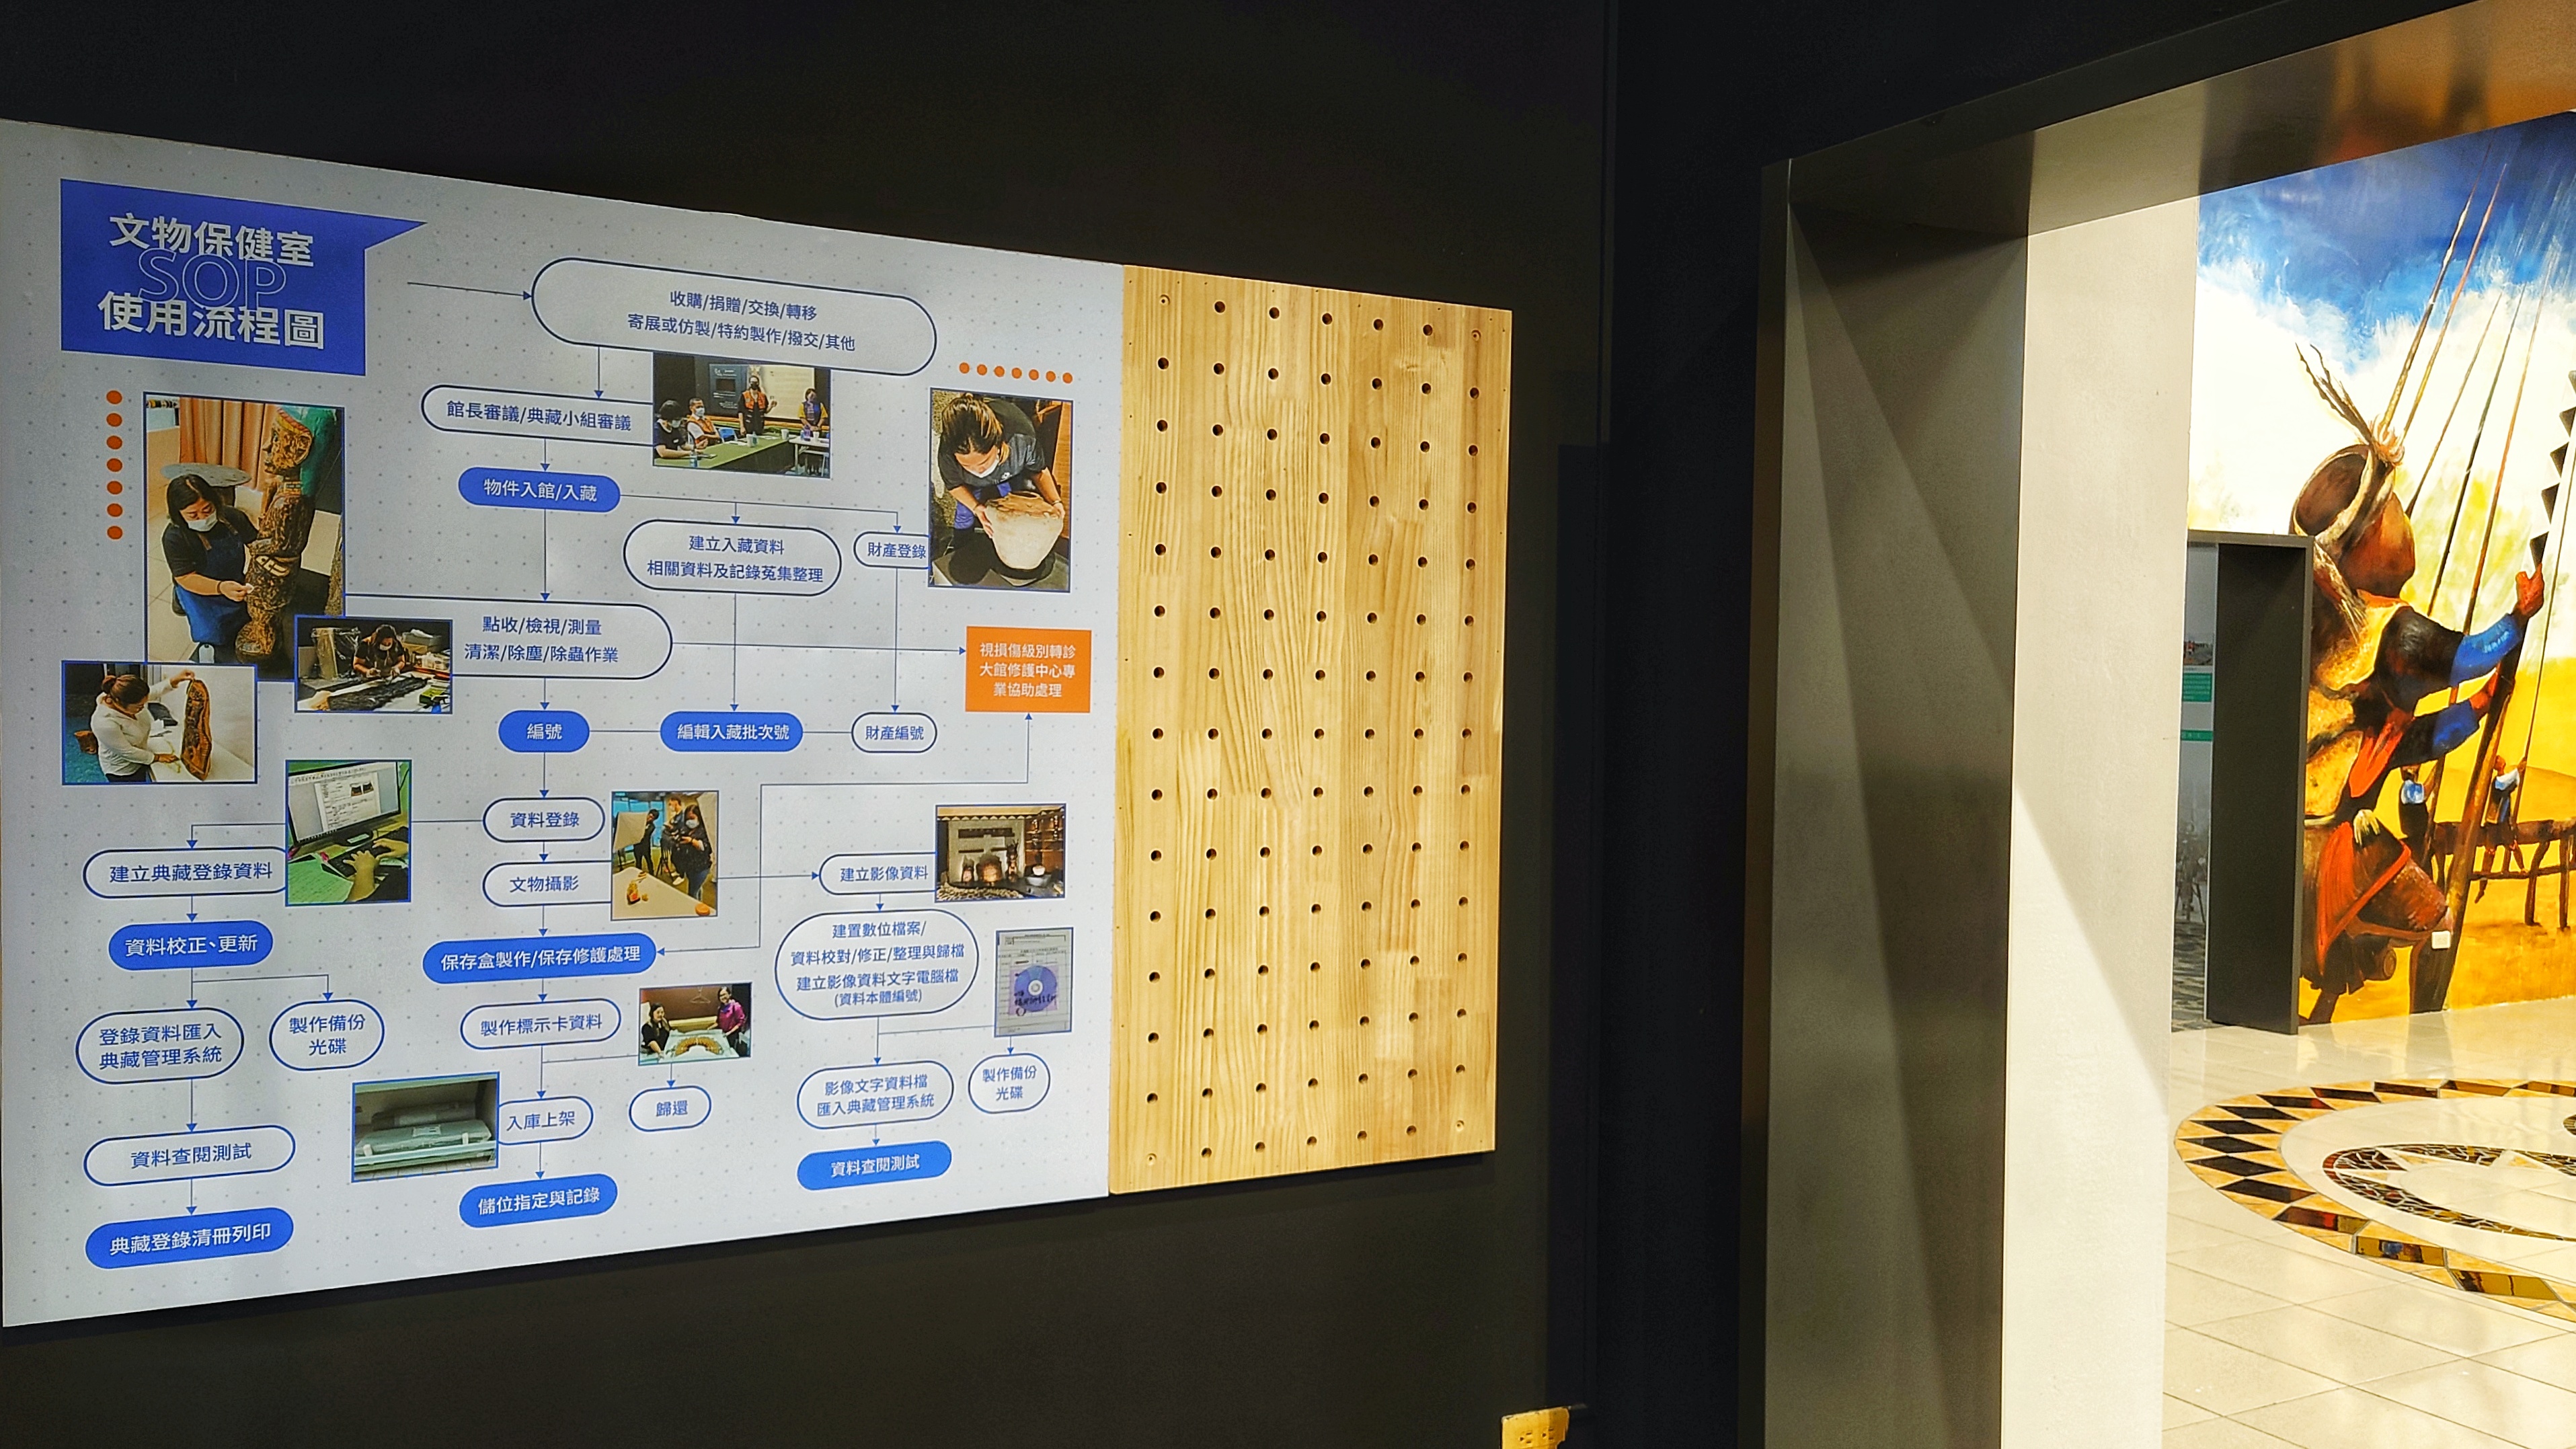 文物保健室
SOP
使用流程圖
收購/捐贈/交換/轉移
寄展或仿製/特約製作/撥交/其他
館長審議/典藏小組審議
物件入館/入藏
建立入藏資料
相關資料及記錄蒐集整理
財產登錄
點收/檢視/測量
清潔/除塵/除蟲作業
視損傷級別轉診
大館修護中心專
業協助處理
編號
編輯入藏批次號
財產編號
資料登錄
建立典藏登錄資料
文物攝影
建立影像資料
資料校正、更新
保存盒製作/保存修護處理
建置數位檔案/
資料校對/修正/整理與歸檔
建立影像資料文字電腦檔
(資料本體編號)
登錄資料匯入
典藏管理系統
製作備份
光碟
製作標示卡資料
入庫上架
歸還
影像文字資料檔
匯入典藏管理系統
製作備份
光碟
資料查閱測試
資料查閱測試
儲位指定與記錄
典藏登錄清冊列印